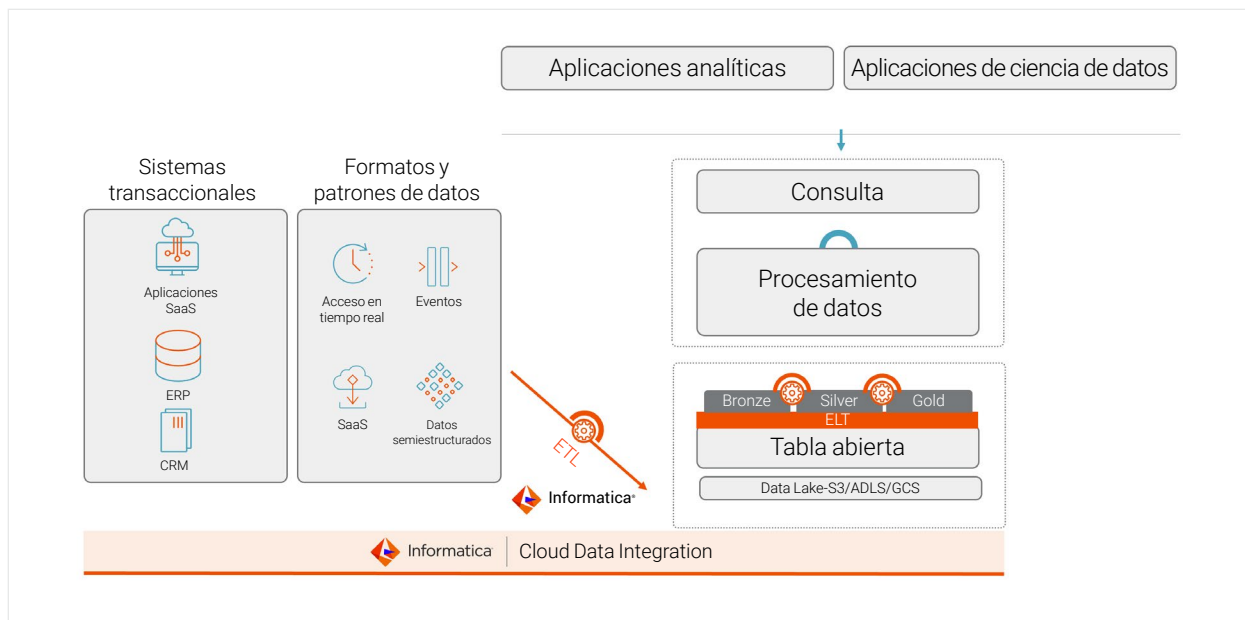 Aplicaciones analíticas
Aplicaciones de ciencia de datos
Sistemas
transaccionales
Formatos y
patrones de datos
Aplicaciones
SaaS
ERP
CRM
Acceso en
tiempo real
Eventos
SaaS
Datos
semiestructurados
ETL
Informatica®
Consulta
Procesamiento
de datos
Bronze
Silver
Gold
ELT
Tabla abierta
Data Lake-S3/ADLS/GCS
Informatica
Cloud Data Integration